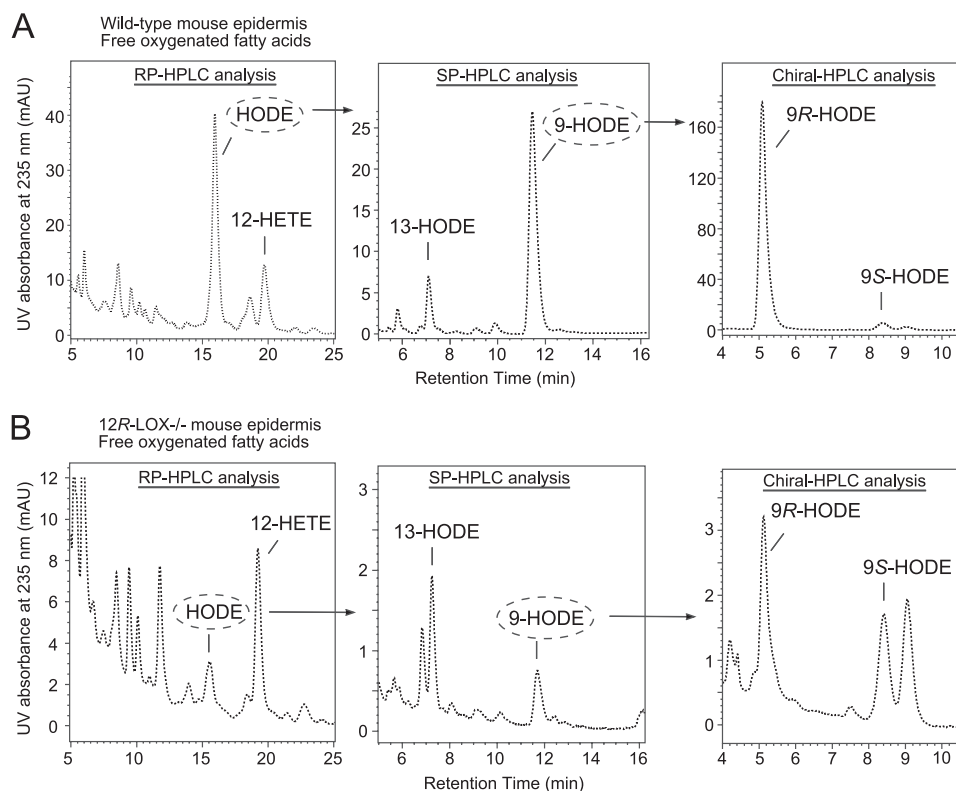 A
Wild-type mouse epidermis
Free oxygenated fatty acids
RP-HPLC analysis
SP-HPLC analysis
Chiral-HPLC analysis
HODE
9-HODE
9R-HODE
12-HETE
13-HODE
9S-HODE
UV absorbance at 235 nm (mAU)
40
30
20
10
0
25
20
15
10
5
0
160
120
80
40
0
5 10 15 20 25
6 8 10 12 14 16
4 5 6 7 8 9 10
Retention Time (min)
B
12R-LOX-/- mouse epidermis
Free oxygenated fatty acids
RP-HPLC analysis
SP-HPLC analysis
Chiral-HPLC analysis
12-HETE
13-HODE
9R-HODE
HODE
9-HODE
9S-HODE
UV absorbance at 235 nm (mAU)
12
10
8
6
4
2
0
3
2
1
0
3
2
1
0
5 10 15 20 25
6 8 10 12 14 16
4 5 6 7 8 9 10
Retention Time (min)